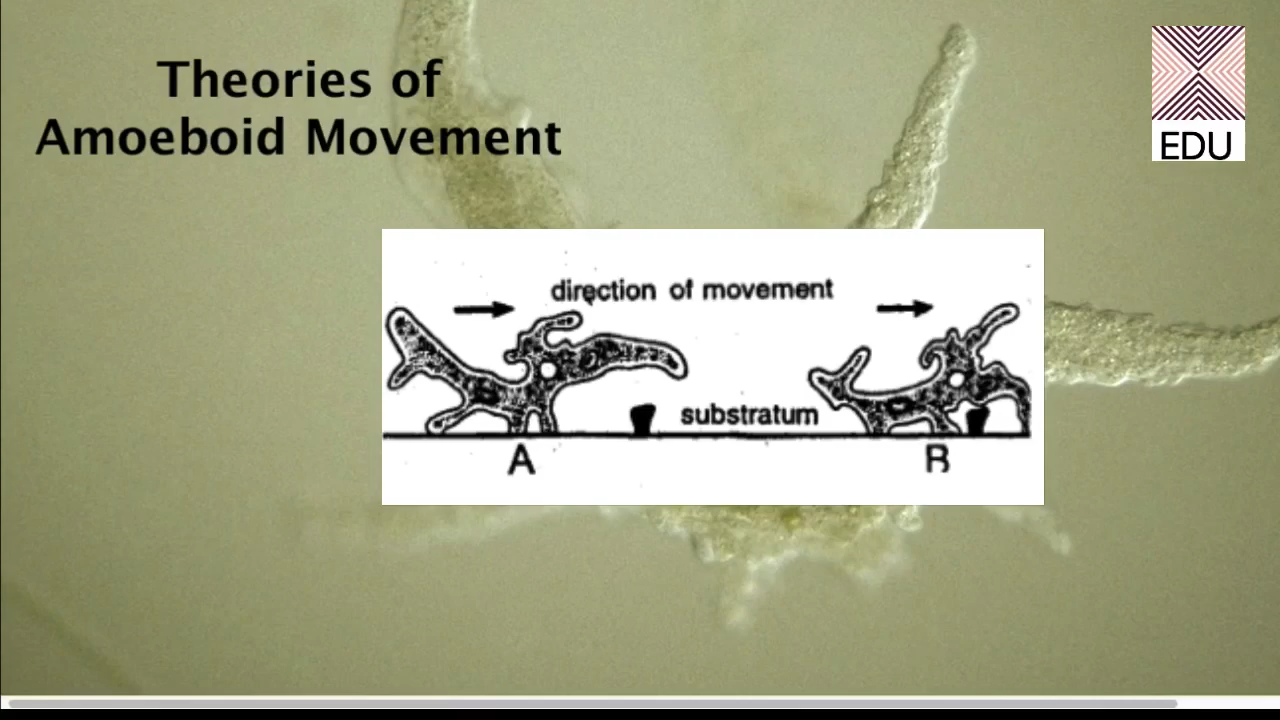 Theories of
Amoeboid Movement
EDU
direction of movement
substratum
A
B